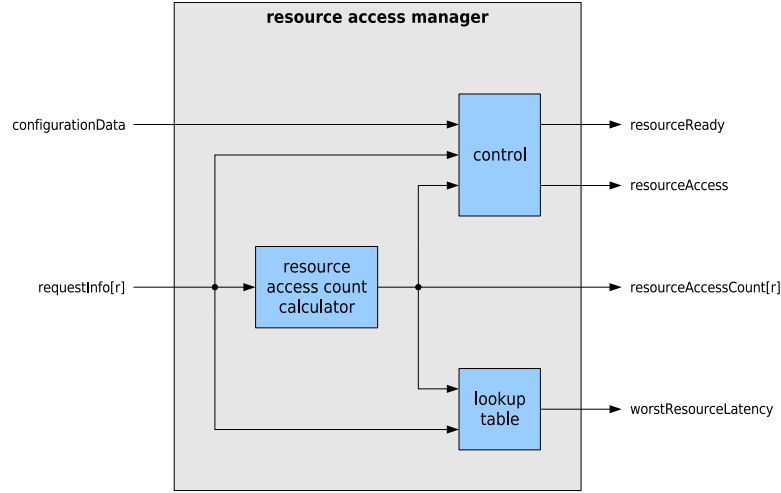 resource access manager
configurationData
resourceReady
control
resourceAccess
resource
access count
calculator
requestInfo[r]
resourceAccessCount[r]
lookup
table
worstResourceLatency